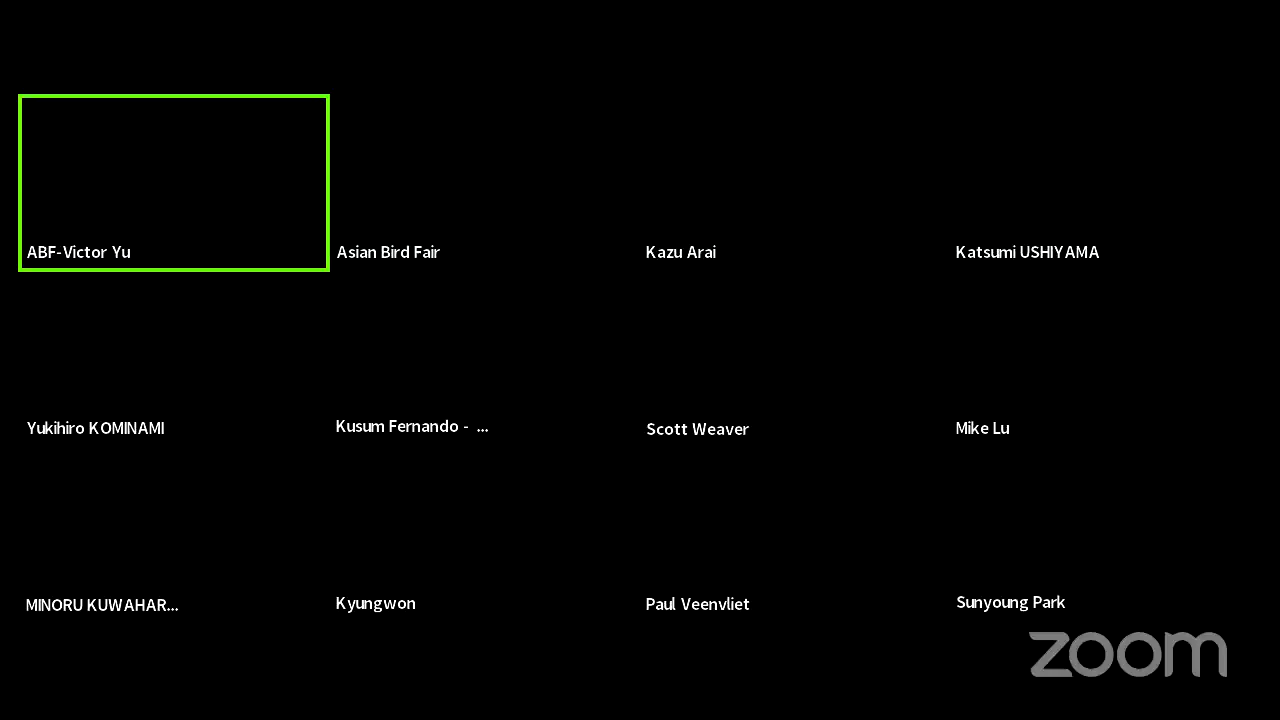 ABF-Victor Yu
Asian Bird Fair
Kazu Arai
Katsumi USHIYAMA
Yukihiro KOMINAMI
Kusum Fernando - ...
Scott Weaver
Mike Lu
MINORU KUWAHAR...
Kyungwon
Paul Veenvliet
Sunyoung Park
zoom